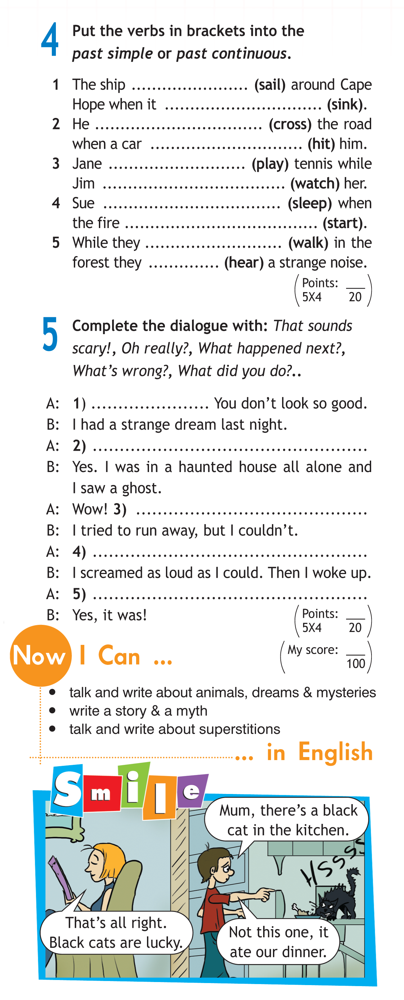 4 Put the verbs in brackets into the
past simple or past continuous.
1 The ship ....................... (sail) around Cape
Hope when it ............................... (sink).
2 He ................................. (cross) the road
when a car .............................. (hit) him.
3 Jane ........................... (play) tennis while
Jim .................................... (watch) her.
4 Sue ................................... (sleep) when
the fire ...................................... (start).
5 While they ........................... (walk) in the
forest they .............. (hear) a strange noise.
Points:
5X4 20
5 Complete the dialogue with: That sounds
scary!, Oh really?, What happened next?,
What's wrong?, What did you do?..
A: 1) ...................... You don't look so good.
B: I had a strange dream last night.
A: 2) ....................................................
B: Yes. I was in a haunted house all alone and
I saw a ghost.
A: Wow! 3) ............................................
B: I tried to run away, but I couldn't.
A: 4) ....................................................
B: I screamed as loud as I could. Then I woke up.
A: 5) ....................................................
B: Yes, it was!
Points:
5X4 20
Now I Can ...
My score:
100
• talk and write about animals, dreams & mysteries
• write a story & a myth
• talk and write about superstitions
... in English
Smile
Mum, there's a black
cat in the kitchen.
HSSSS
That's all right.
Black cats are lucky.
Not this one, it
ate our dinner.